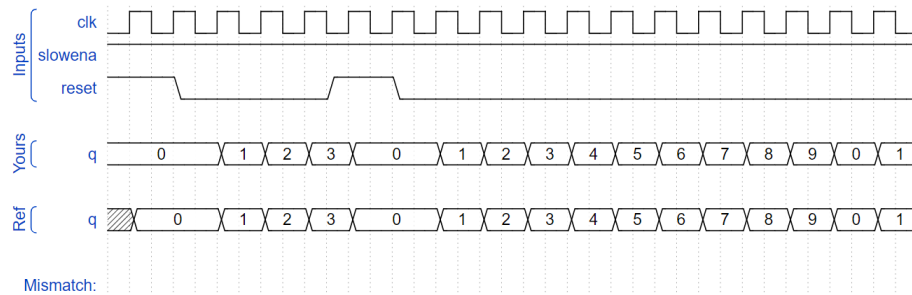 Inputs
clk
slowena
reset
Yours
q 0 1 2 3 0 1 2 3 4 5 6 7 8 9 0 1
Ref
q 0 1 2 3 0 1 2 3 4 5 6 7 8 9 0 1
Mismatch: